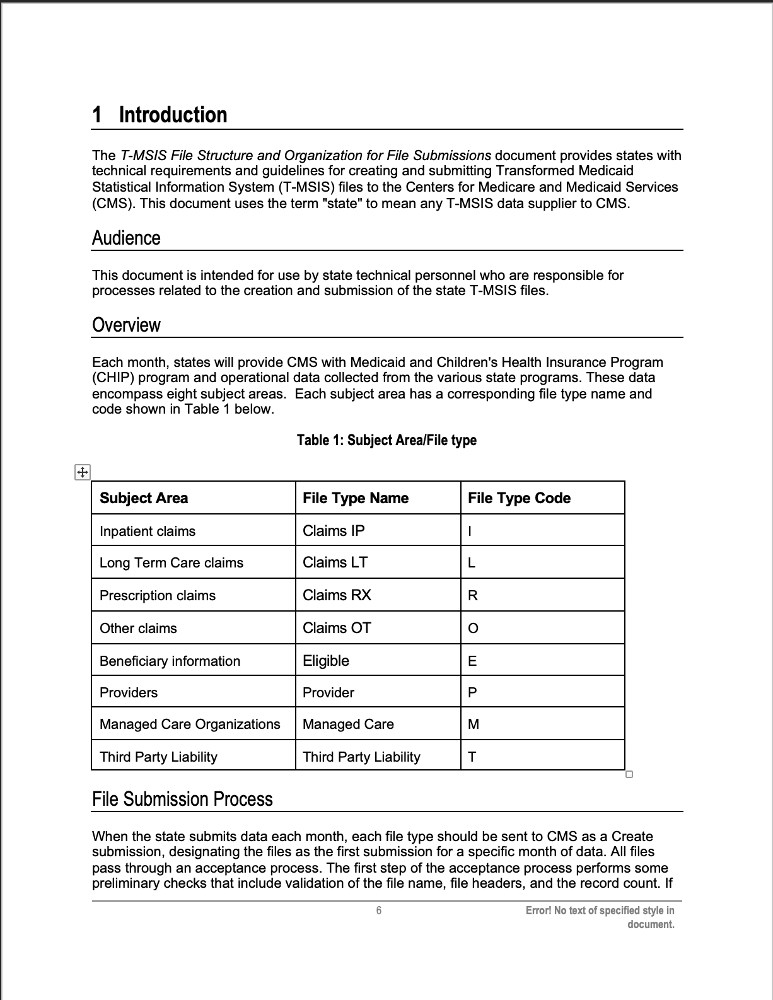 1 Introduction
The T-MSIS File Structure and Organization for File Submissions document provides states with
technical requirements and guidelines for creating and submitting Transformed Medicaid
Statistical Information System (T-MSIS) files to the Centers for Medicare and Medicaid Services
(CMS). This document uses the term "state" to mean any T-MSIS data supplier to CMS.
Audience
This document is intended for use by state technical personnel who are responsible for
processes related to the creation and submission of the state T-MSIS files.
Overview
Each month, states will provide CMS with Medicaid and Children's Health Insurance Program
(CHIP) program and operational data collected from the various state programs. These data
encompass eight subject areas.  Each subject area has a corresponding file type name and
code shown in Table 1 below.
Table 1: Subject Area/File type
Subject Area File Type Name File Type Code
Inpatient claims Claims IP I
Long Term Care claims Claims LT L
Prescription claims Claims RX R
Other claims Claims OT O
Beneficiary information Eligible E
Providers Provider P
Managed Care Organizations Managed Care M
Third Party Liability Third Party Liability T
File Submission Process
When the state submits data each month, each file type should be sent to CMS as a Create
submission, designating the files as the first submission for a specific month of data. All files
pass through an acceptance process. The first step of the acceptance process performs some
preliminary checks that include validation of the file name, file headers, and the record count. If
6 Error! No text of specified style in
document.